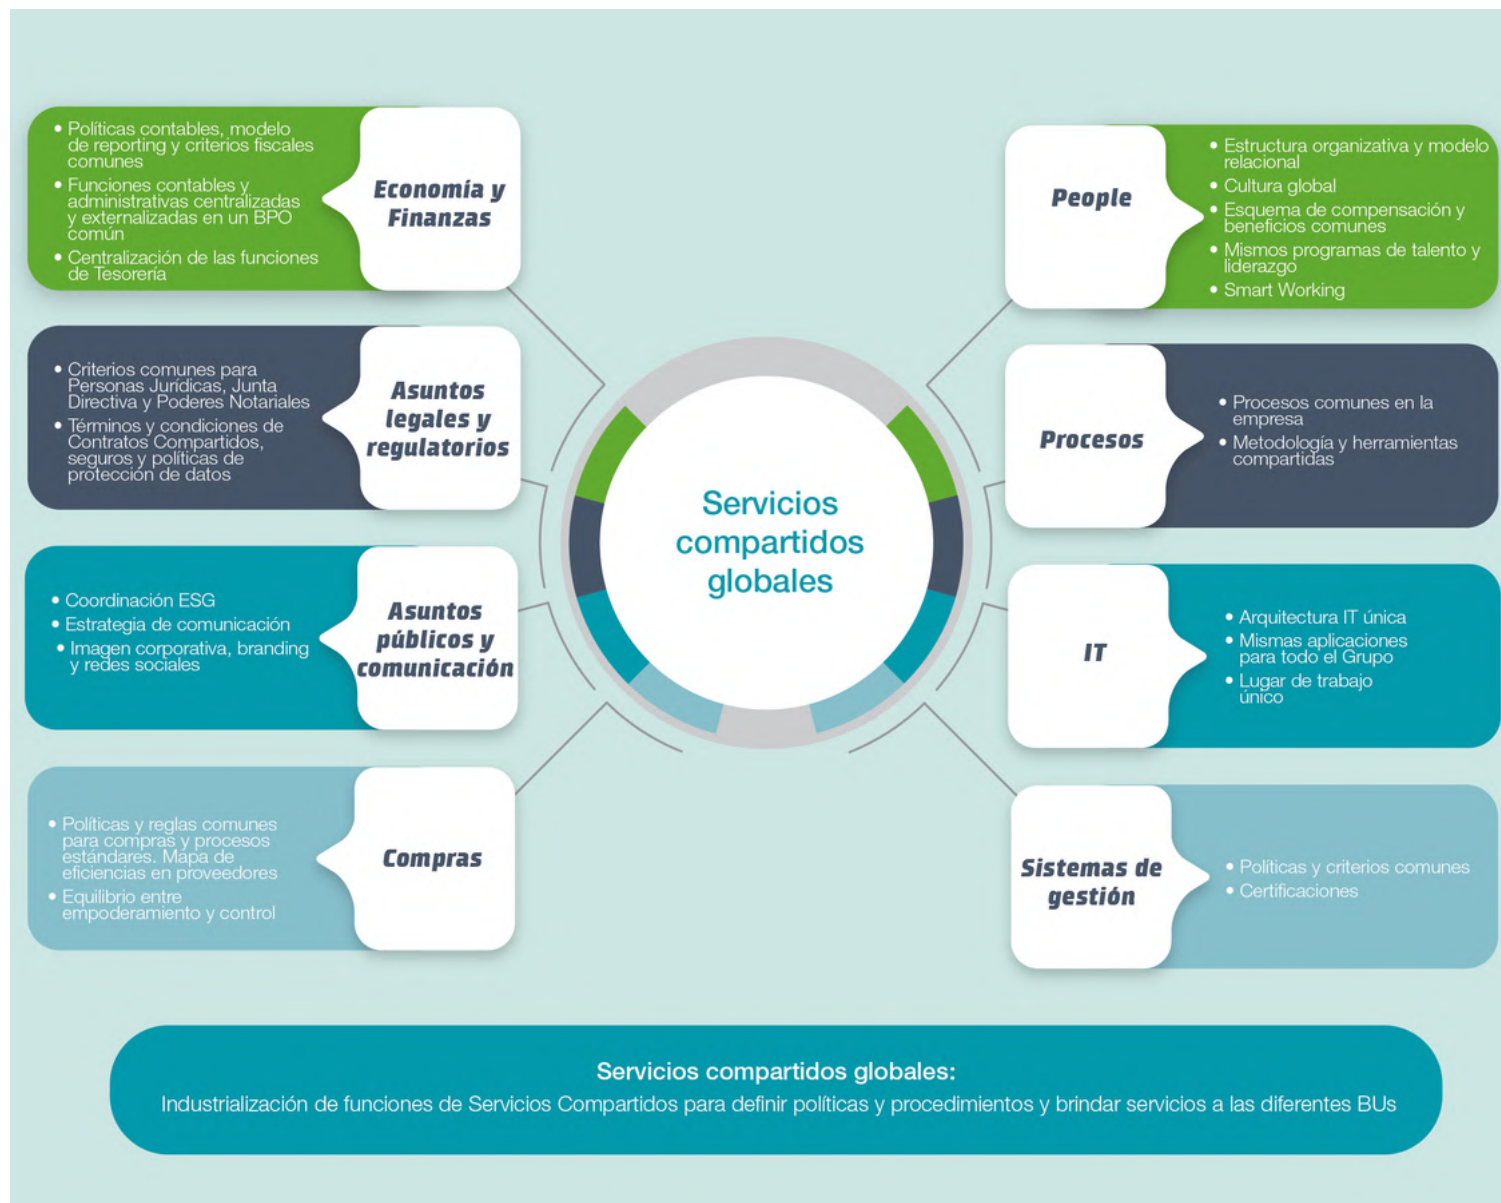 • Políticas contables, modelo
de reporting y criterios fiscales
comunes
• Funciones contables y
administrativas centralizadas
y externalizadas en un BPO
común
• Centralización de las funciones
de Tesorería
Economía y
Finanzas
• Criterios comunes para
Personas Jurídicas, Junta
Directiva y Poderes Notariales
• Términos y condiciones de
Contratos Compartidos,
seguros y políticas de
protección de datos
Asuntos
legales y
regulatorios
• Coordinación ESG
• Estrategia de comunicación
• Imagen corporativa, branding
y redes sociales
Asuntos
públicos y
comunicación
• Políticas y reglas comunes
para compras y procesos
estándares. Mapa de
eficiencias en proveedores
• Equilibrio entre
empoderamiento y control
Compras
Servicios
compartidos
globales
People
• Estructura organizativa y modelo
relacional
• Cultura global
• Esquema de compensación y
beneficios comunes
• Mismos programas de talento y
liderazgo
• Smart Working
Procesos
• Procesos comunes en la
empresa
• Metodología y herramientas
compartidas
IT
• Arquitectura IT única
• Mismas aplicaciones
para todo el Grupo
• Lugar de trabajo
único
Sistemas de
gestión
• Políticas y criterios comunes
• Certificaciones
Servicios compartidos globales:
Industrialización de funciones de Servicios Compartidos para definir políticas y procedimientos y brindar servicios a las diferentes BUs